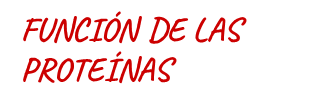 FUNCIÓN DE LAS
PROTEÍNAS